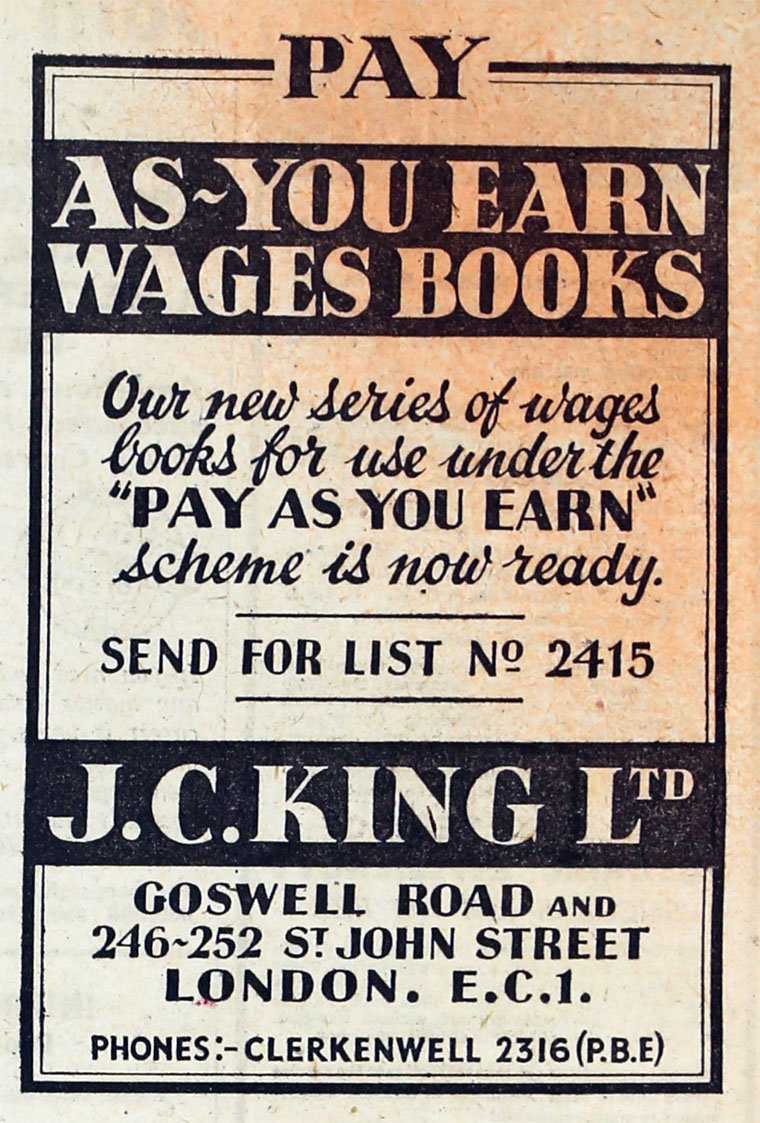 PAY
AS~YOU EARN
WAGES BOOKS
Our new series of wages
books for use under the
"PAY AS YOU EARN"
scheme is now ready.
SEND FOR LIST Nº 2415
J.C.KING LTD
GOSWELL ROAD AND
246~252 ST JOHN STREET
LONDON. E.C.1.
PHONES:- CLERKENWELL 2316 (P.B.E)